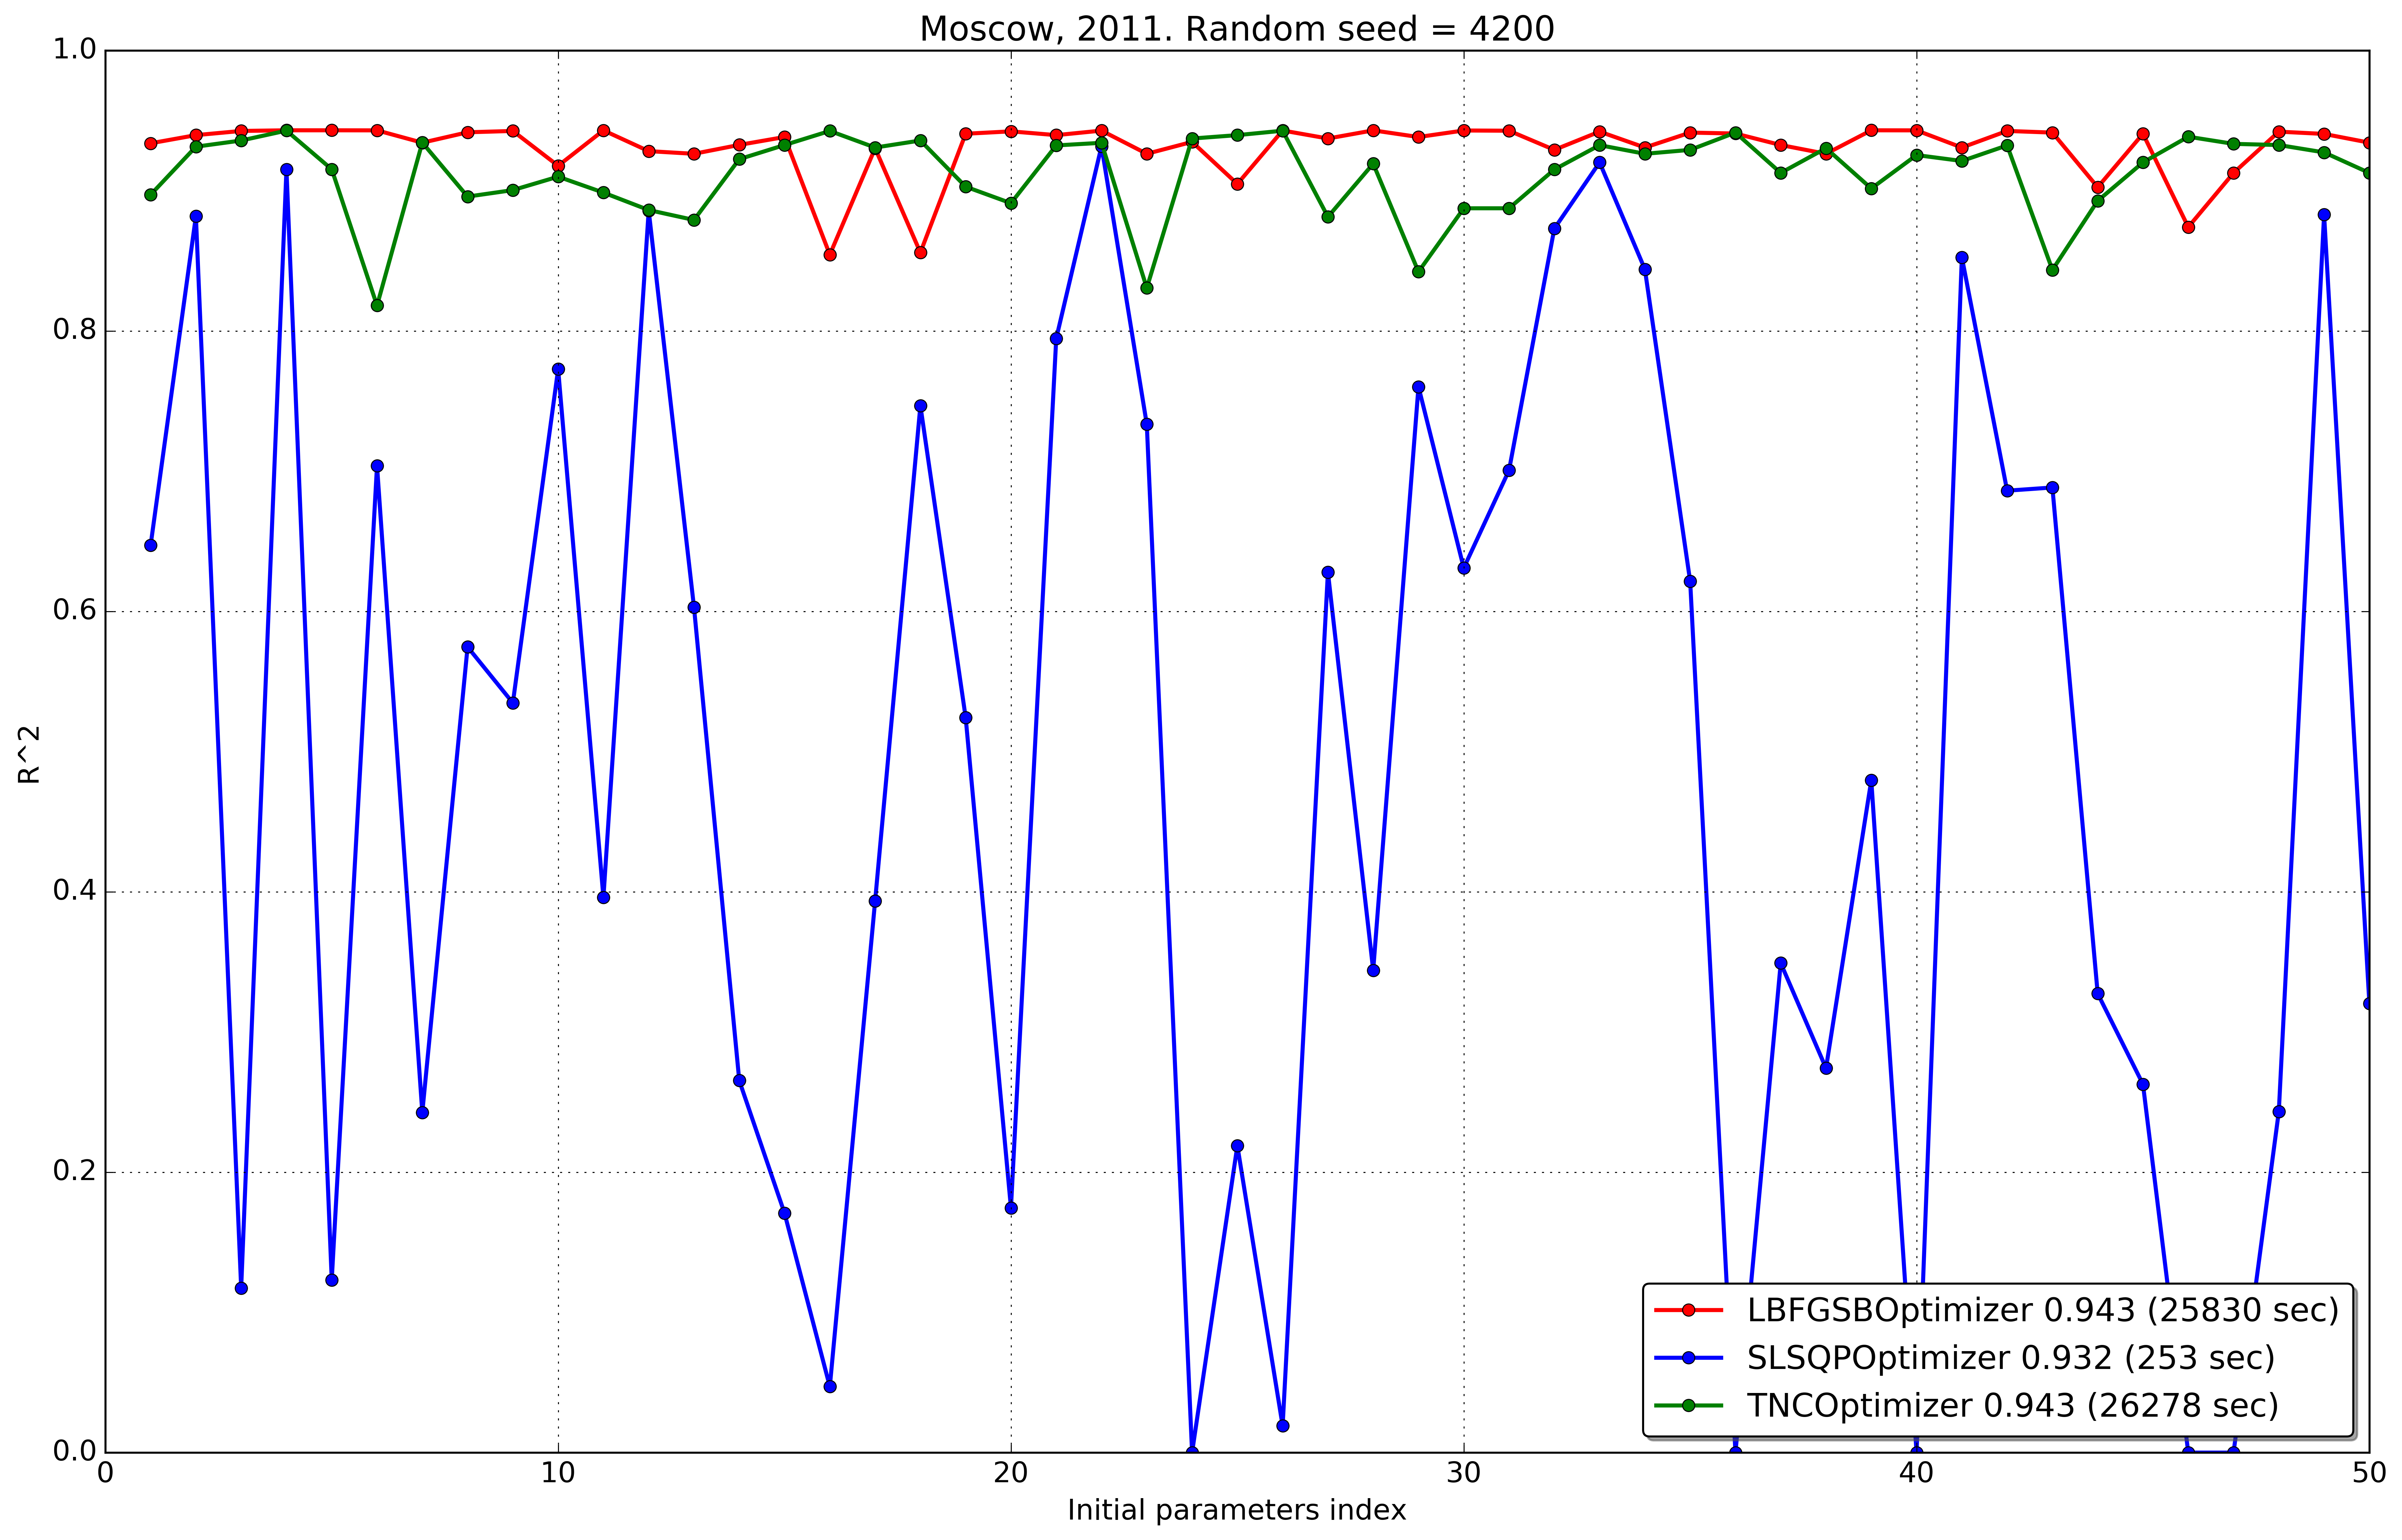 Moscow, 2011. Random seed = 4200
1.0
0.8
0.6
0.4
0.2
0.0
R^2
0 10 20 30 40 50
Initial parameters index
LBFGSBOptimizer 0.943 (25830 sec)
SLSQPOptimizer 0.932 (253 sec)
TNCOptimizer 0.943 (26278 sec)